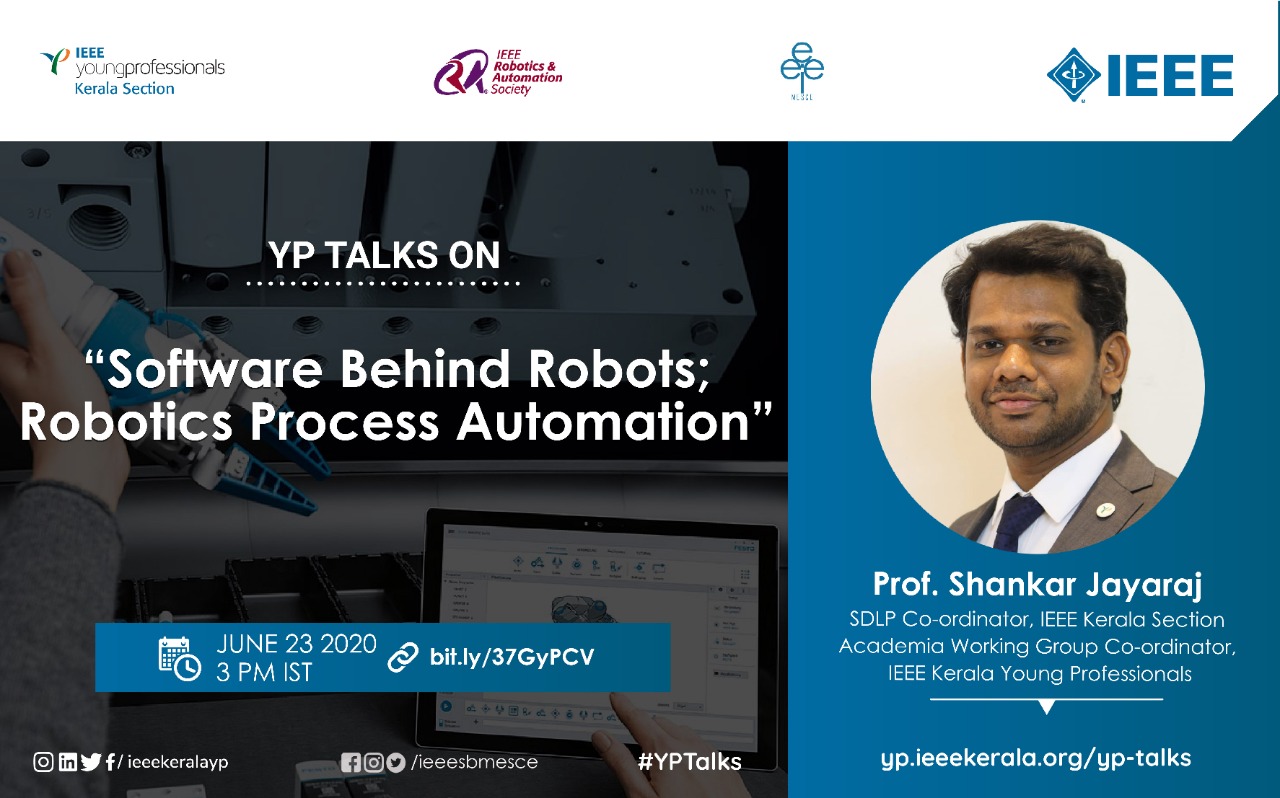 IEEE
youngprofessionals
Kerala Section
IEEE
Robotics &
Automation
Society
MESCE
IEEE
YP TALKS ON
“Software Behind Robots;
Robotics Process Automation”
JUNE 23 2020
3 PM IST
bit.ly/37GyPCV
/ieeekeralayp
/ieeesbmesce
#YPTalks
Prof. Shankar Jayaraj
SDLP Co-ordinator, IEEE Kerala Section
Academia Working Group Co-ordinator,
IEEE Kerala Young Professionals
yp.ieeekerala.org/yp-talks